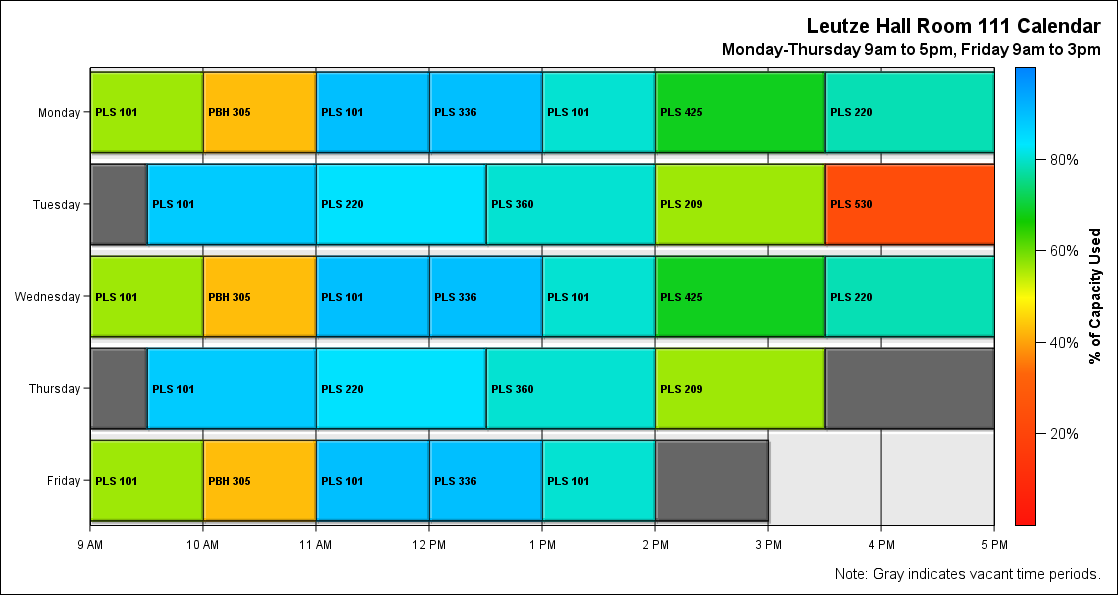 Leutze Hall Room 111 Calendar
Monday-Thursday 9am to 5pm, Friday 9am to 3pm
Monday
PLS 101
PBH 305
PLS 101
PLS 336
PLS 101
PLS 425
PLS 220
Tuesday
PLS 101
PLS 220
PLS 360
PLS 209
PLS 530
Wednesday
PLS 101
PBH 305
PLS 101
PLS 336
PLS 101
PLS 425
PLS 220
Thursday
PLS 101
PLS 220
PLS 360
PLS 209
Friday
PLS 101
PBH 305
PLS 101
PLS 336
PLS 101
9 AM
10 AM
11 AM
12 PM
1 PM
2 PM
3 PM
4 PM
5 PM
80%
60%
40%
20%
% of Capacity Used
Note: Gray indicates vacant time periods.